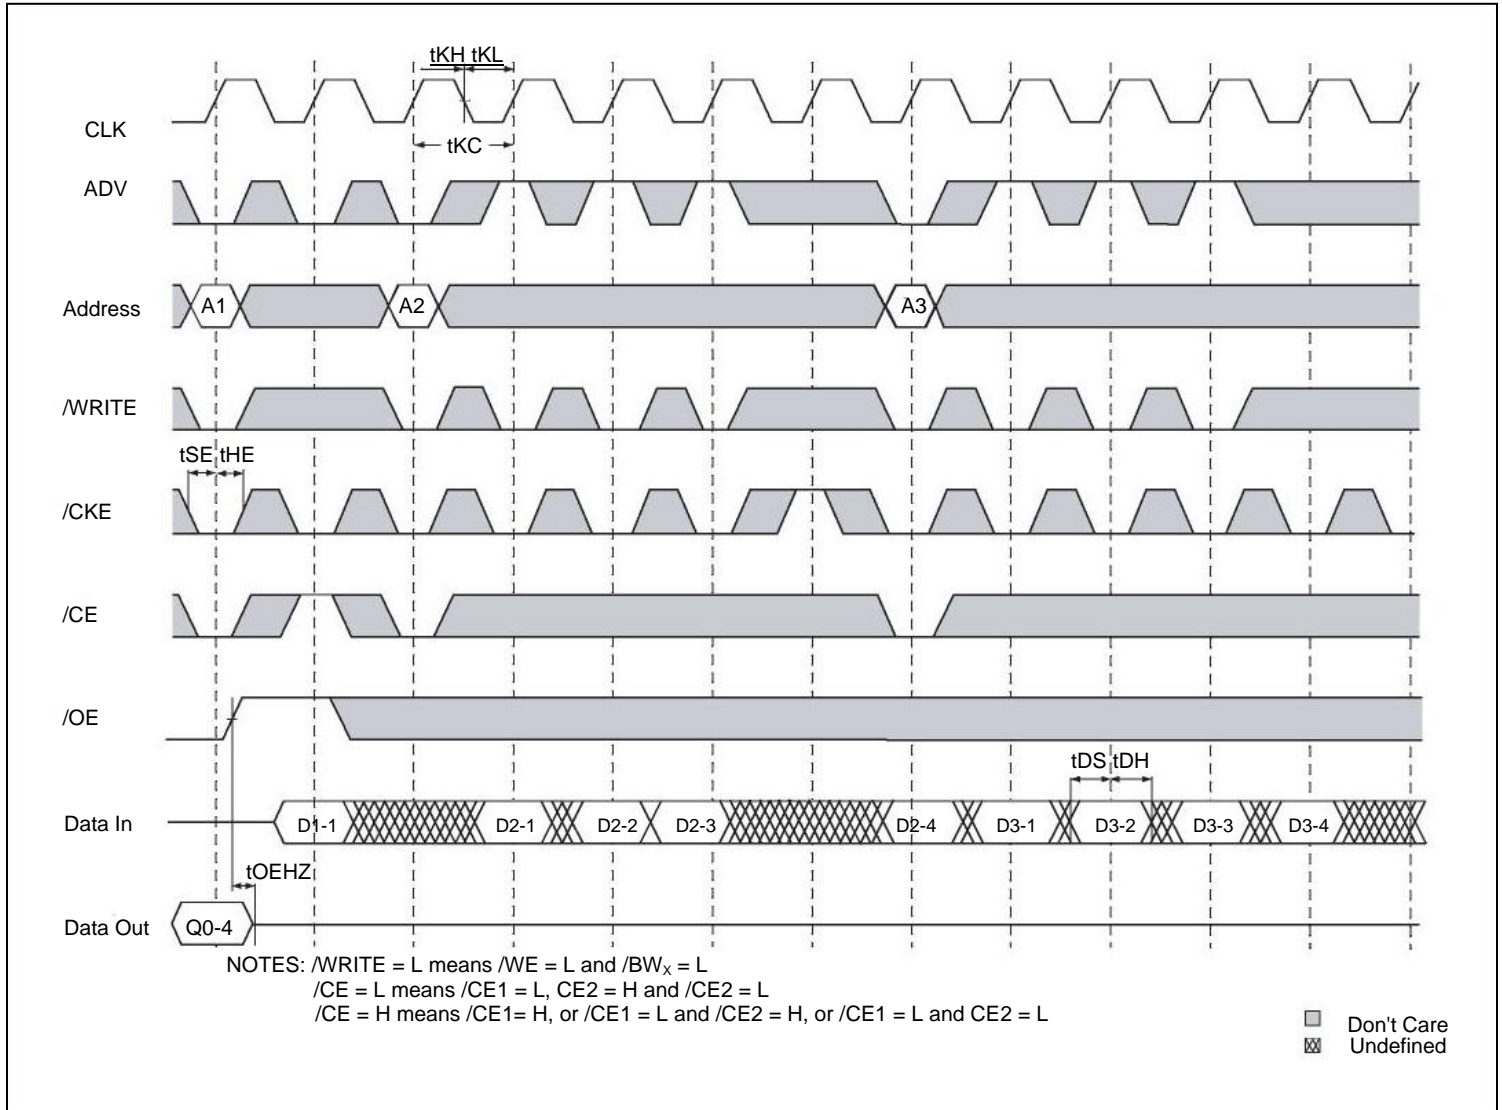 tKH tKL
CLK
tKC
ADV
Address A1 A2 A3
/WRITE
tSE tHE
/CKE
/CE
/OE
tDS tDH
Data In D1-1 D2-1 D2-2 D2-3 D2-4 D3-1 D3-2 D3-3 D3-4
tOEHZ
Data Out Q0-4
NOTES: /WRITE = L means /WE = L and /BWX = L
/CE = L means /CE1 = L, CE2 = H and /CE2 = L
/CE = H means /CE1= H, or /CE1 = L and /CE2 = H, or /CE1 = L and CE2 = L
Don't Care
Undefined